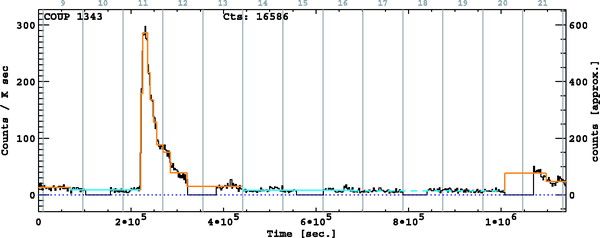 9 10 11 12 13 14 15 16 17 18 19 20 21
COUP 1343 Cts: 16586
300 600
200 400
100 200
0 0
Counts / K sec
counts [approx.]
0 2×10⁵ 4×10⁵ 6×10⁵ 8×10⁵ 1×10⁶
Time [sec.]